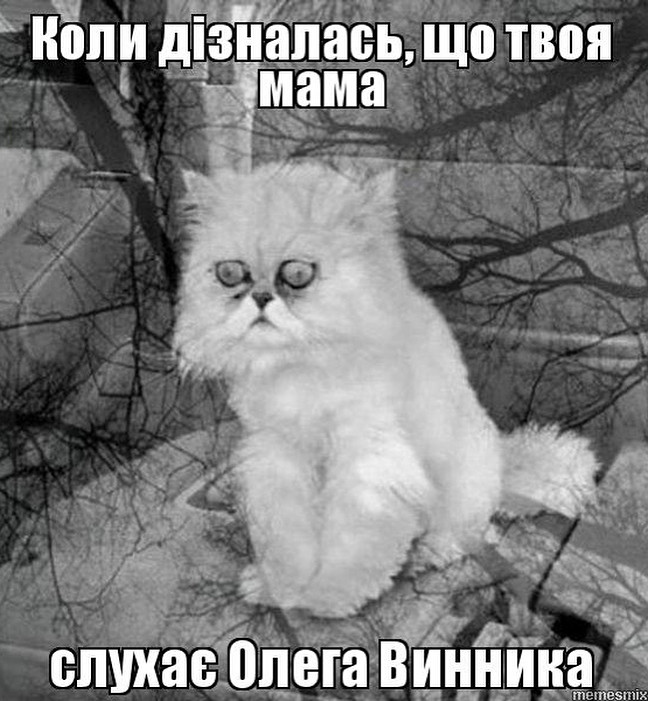 Коли дізналась, що твоя
мама
слухає Олега Винника
memesmix